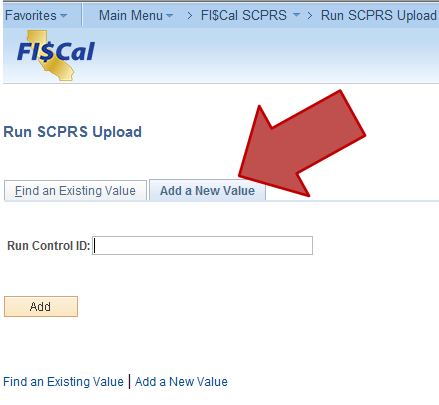 Favorites Main Menu > FI$Cal SCPRS > Run SCPRS Upload
FI$Cal
Run SCPRS Upload
Find an Existing Value Add a New Value
Run Control ID:
Add
Find an Existing Value | Add a New Value